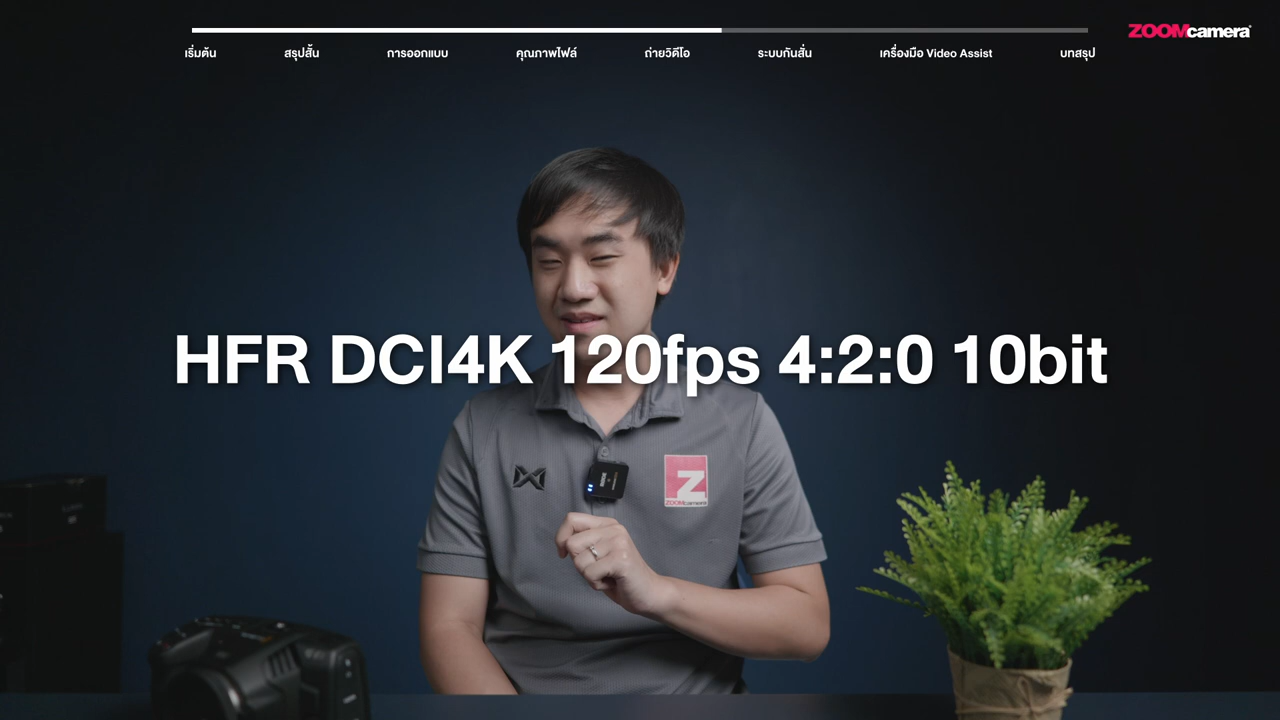 ZOOMcamera
เริ่มต้น สรุปสั้น การออกแบบ คุณภาพไฟล์ ถ่ายวิดีโอ ระบบกันสั่น เครื่องมือ Video Assist บทสรุป
HFR DCI4K 120fps 4:2:0 10bit
Z
ZOOMcamera